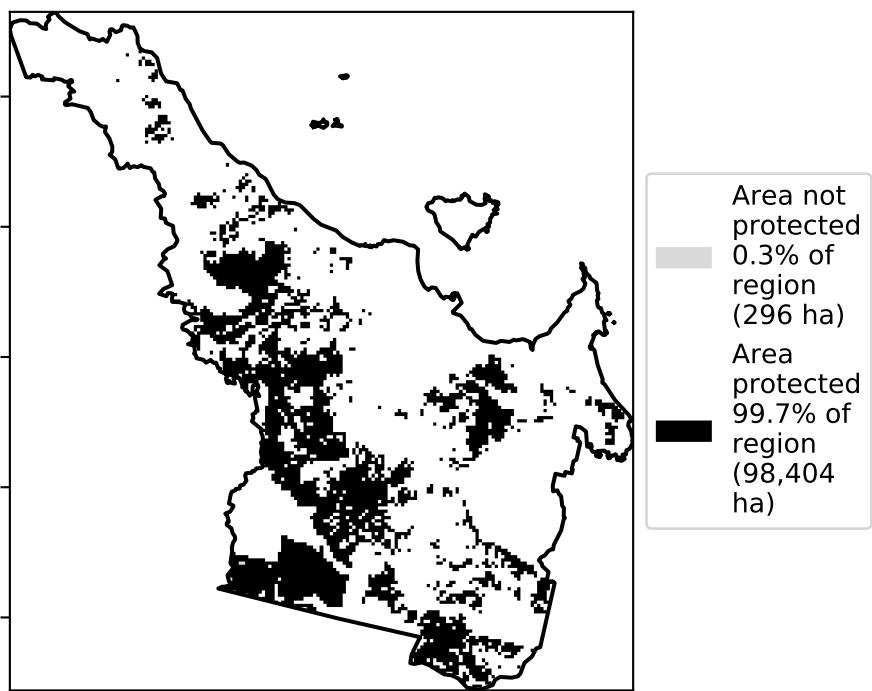 Area not
protected
0.3% of
region
(296 ha)
Area
protected
99.7% of
region
(98,404
ha)